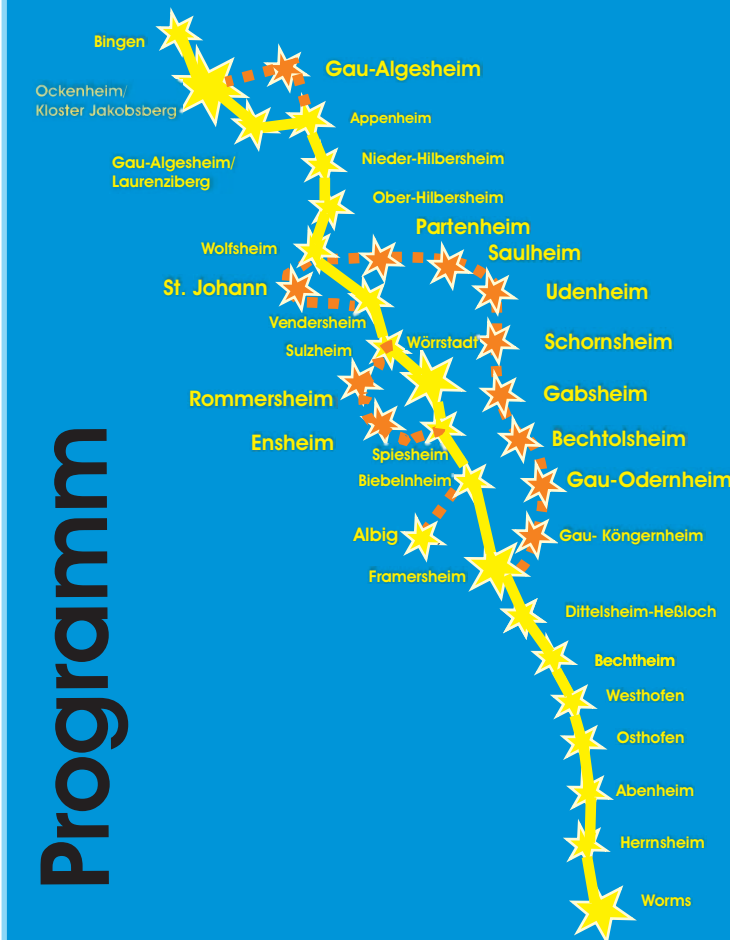 Bingen
Gau-Algesheim
Ockenheim/
Kloster Jakobsberg
Appenheim
Gau-Algesheim/
Laurenziberg
Nieder-Hilbersheim
Ober-Hilbersheim
Partenheim
Wolfsheim
Saulheim
St. Johann
Udenheim
Vendersheim
Wörrstadt
Schornsheim
Sulzheim
Rommersheim
Gabsheim
Ensheim
Bechtolsheim
Spiesheim
Biebelnheim
Gau-Odernheim
Albig
Gau- Köngernheim
Framersheim
Dittelsheim-Heßloch
Bechtheim
Westhofen
Osthofen
Abenheim
Herrnsheim
Worms
Programm